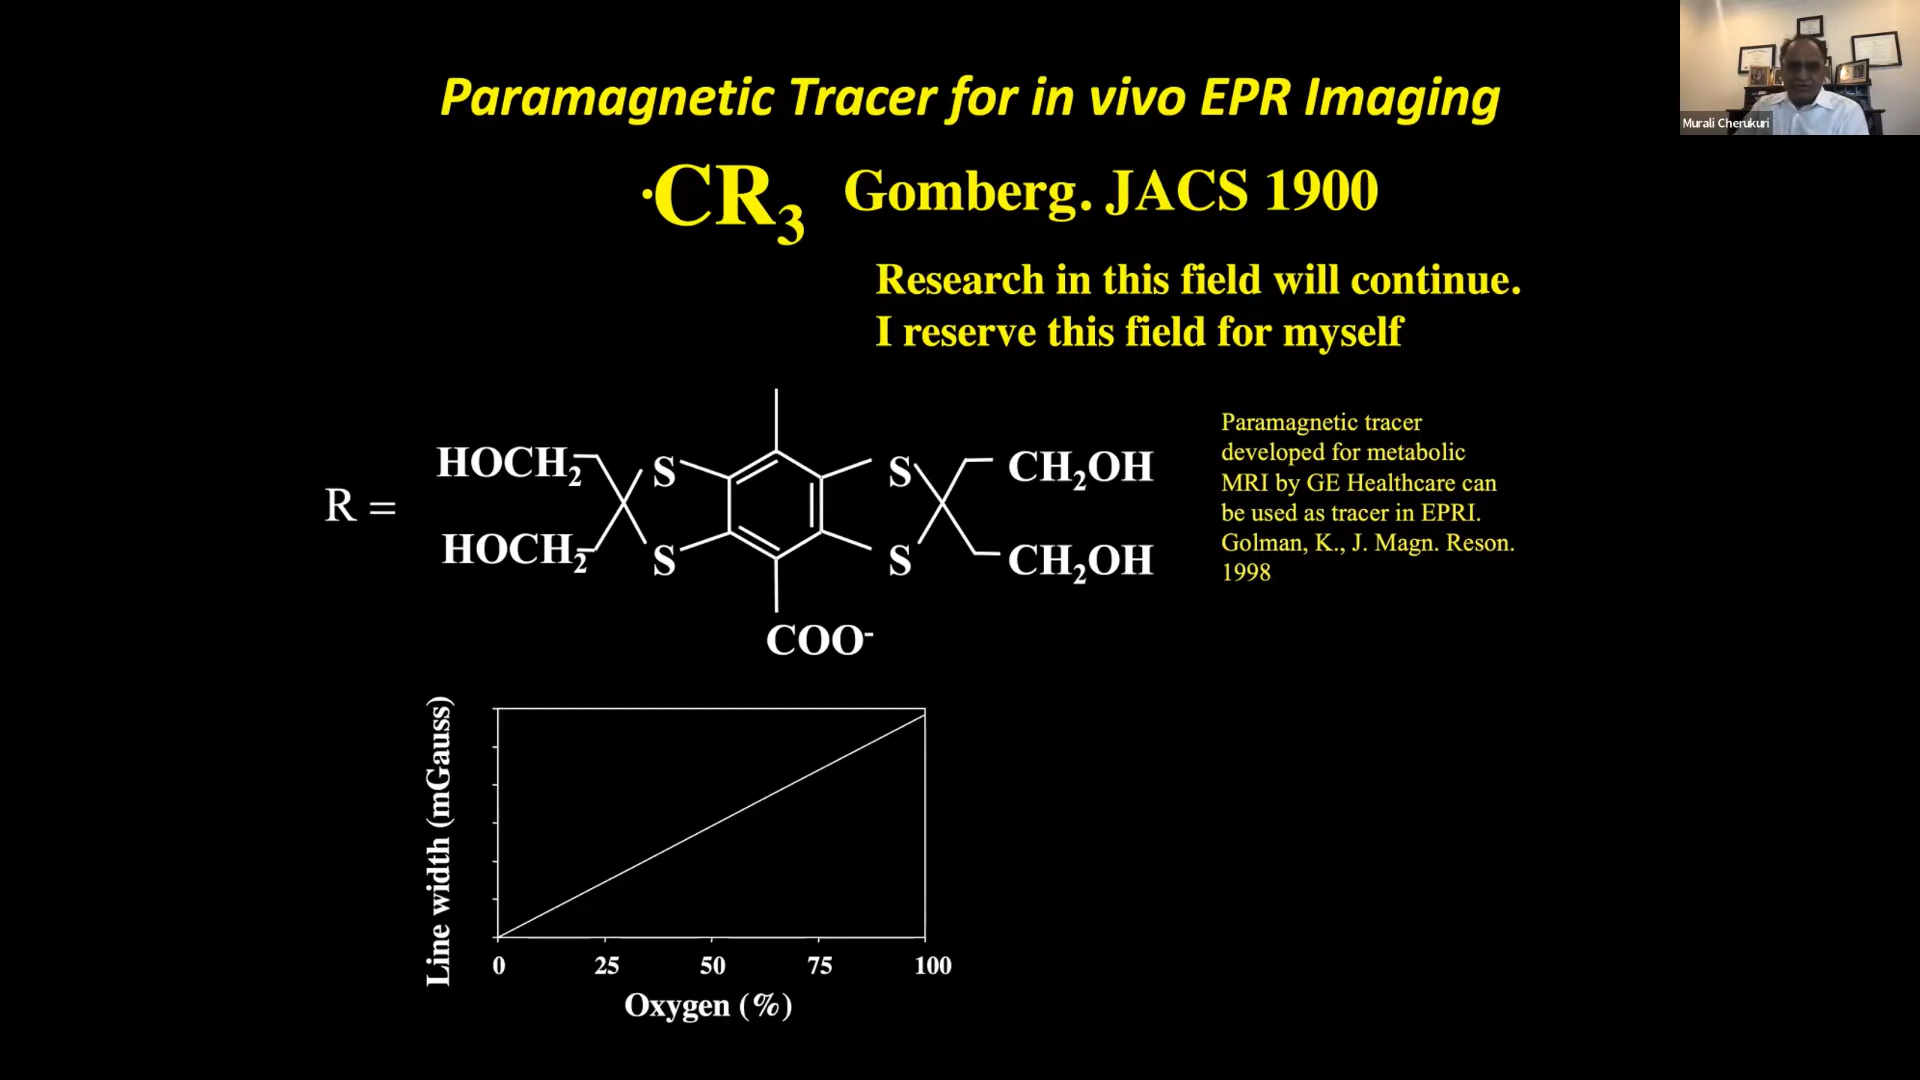 Paramagnetic Tracer for in vivo EPR Imaging
Murali Cherukuri
·CR3 Gomberg. JACS 1900
Research in this field will continue.
I reserve this field for myself
R =
HOCH2 S S CH2OH
HOCH2 S S CH2OH
COO-
Paramagnetic tracer
developed for metabolic
MRI by GE Healthcare can
be used as tracer in EPRI.
Golman, K., J. Magn. Reson.
1998
Line width (mGauss)
0 25 50 75 100
Oxygen (%)